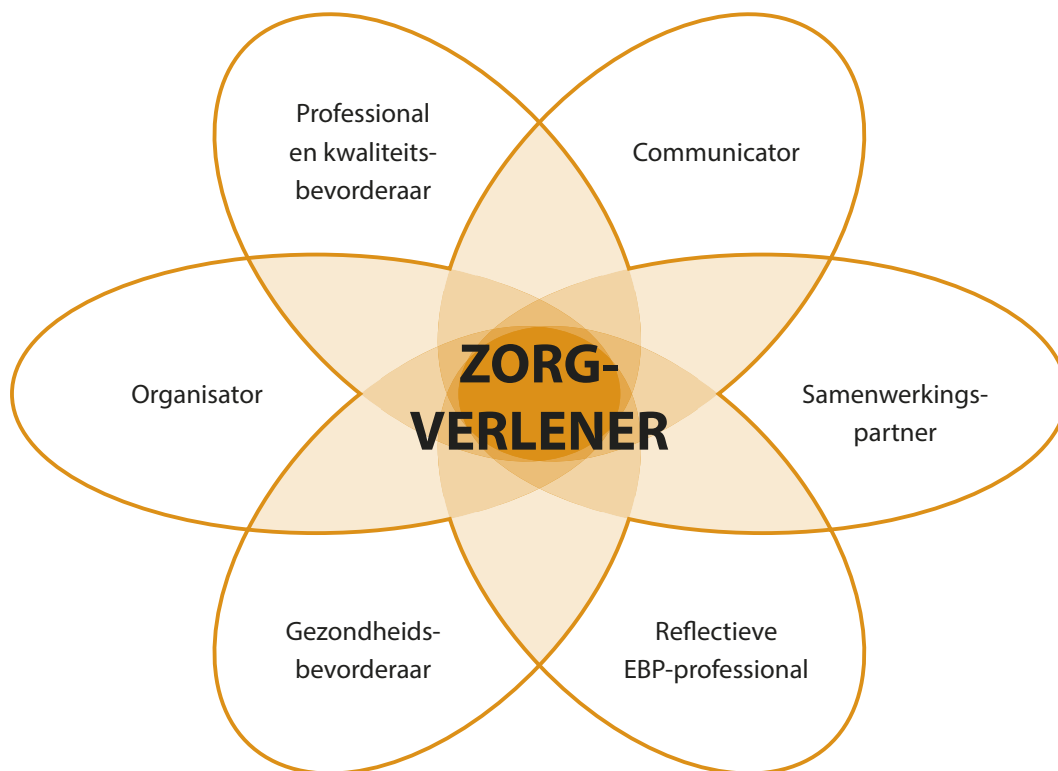 Professional
en kwaliteits-
bevorderaar
Communicator
Organisator
ZORG-
VERLENER
Samenwerkings-
partner
Gezondheids-
bevorderaar
Reflectieve
EBP-professional